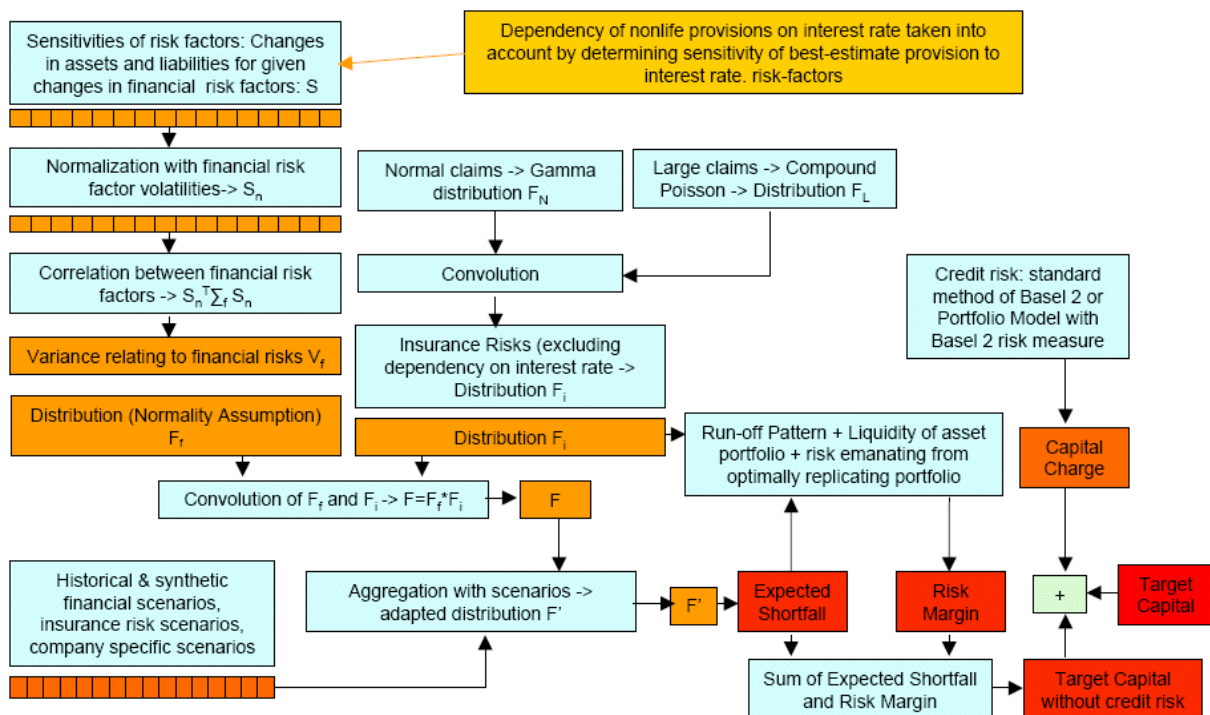 Sensitivities of risk factors: Changes
in assets and liabilities for given
changes in financial risk factors: S
Dependency of nonlife provisions on interest rate taken into
account by determining sensitivity of best-estimate provision to
interest rate. risk-factors
Normalization with financial risk
factor volatilities-> Sn
Normal claims -> Gamma
distribution FN
Large claims -> Compound
Poisson -> Distribution FL
Correlation between financial risk
factors -> SnT∑f Sn
Convolution
Credit risk: standard
method of Basel 2 or
Portfolio Model with
Basel 2 risk measure
Variance relating to financial risks Vf
Insurance Risks (excluding
dependency on interest rate ->
Distribution Fi
Distribution (Normality Assumption)
Ff
Distribution Fi
Run-off Pattern + Liquidity of asset
portfolio + risk emanating from
optimally replicating portfolio
Capital
Charge
Convolution of Ff and Fi -> F=Ff*Fi
F
Historical & synthetic
financial scenarios,
insurance risk scenarios,
company specific scenarios
Aggregation with scenarios ->
adapted distribution F'
F'
Expected
Shortfall
Risk
Margin
+
Target
Capital
Sum of Expected Shortfall
and Risk Margin
Target Capital
without credit risk